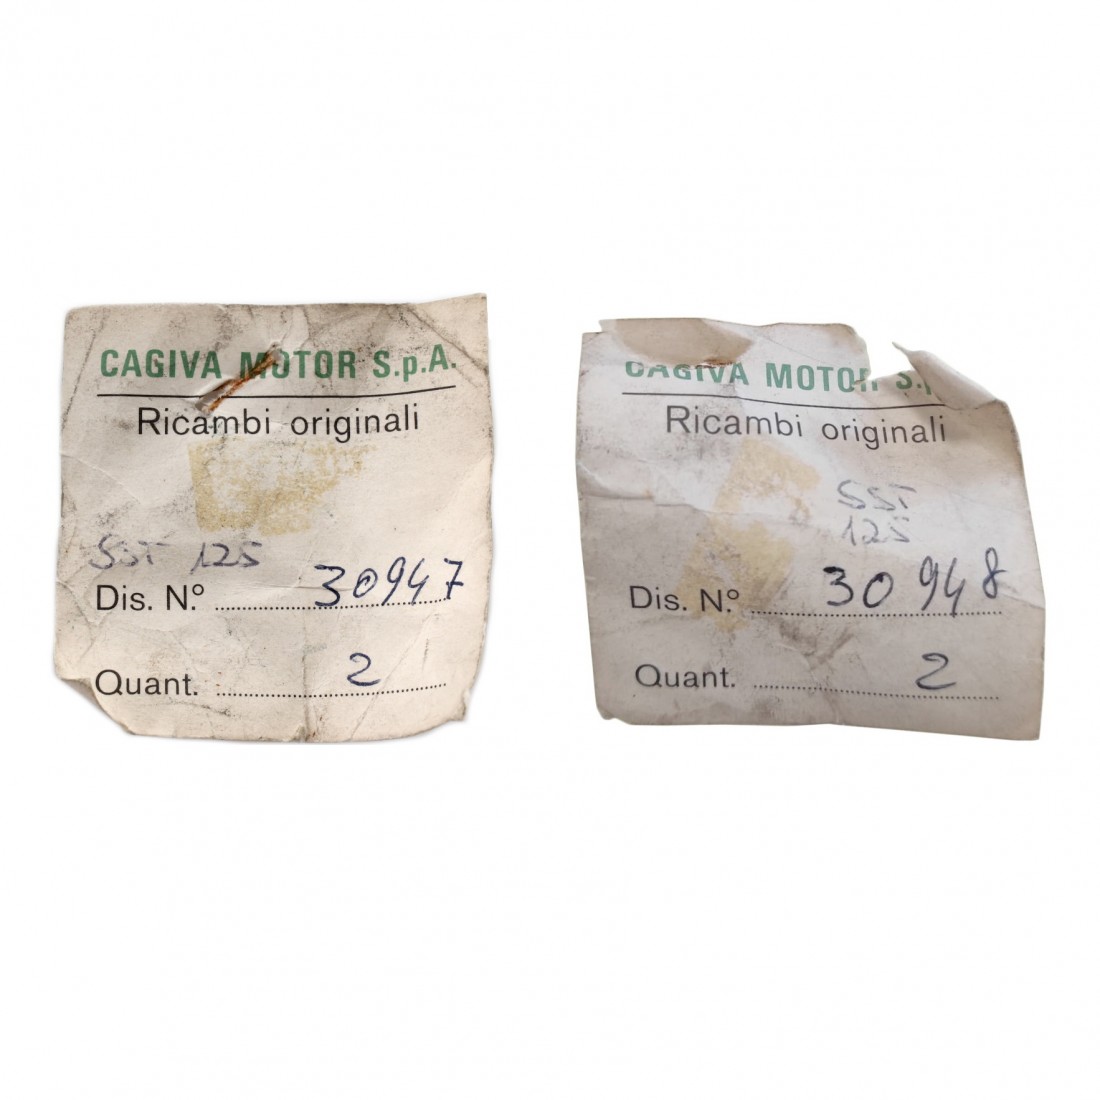 CAGIVA MOTOR S.p.A.
Ricambi originali
SST 125
Dis. N.º 30947
Quant. 2
CAGIVA MOTOR S.
Ricambi originali
SST
125
Dis. N.º 30948
Quant. 2